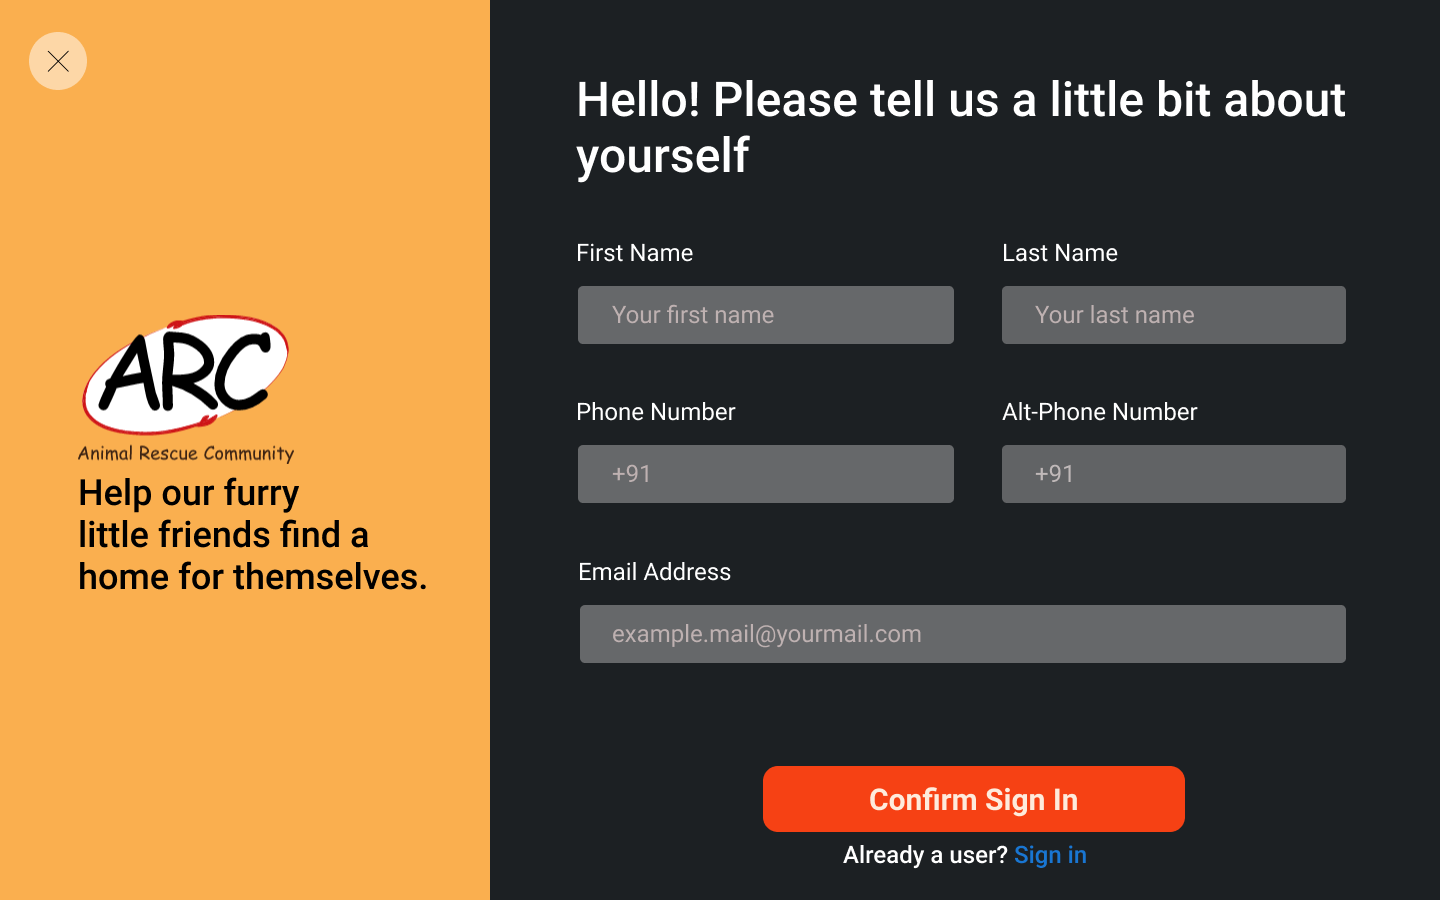 ARC
Animal Rescue Community
Help our furry
little friends find a
home for themselves.
Hello! Please tell us a little bit about
yourself
First Name
Last Name
Your first name
Your last name
Phone Number
Alt-Phone Number
+91
+91
Email Address
example.mail@yourmail.com
Confirm Sign In
Already a user? Sign in